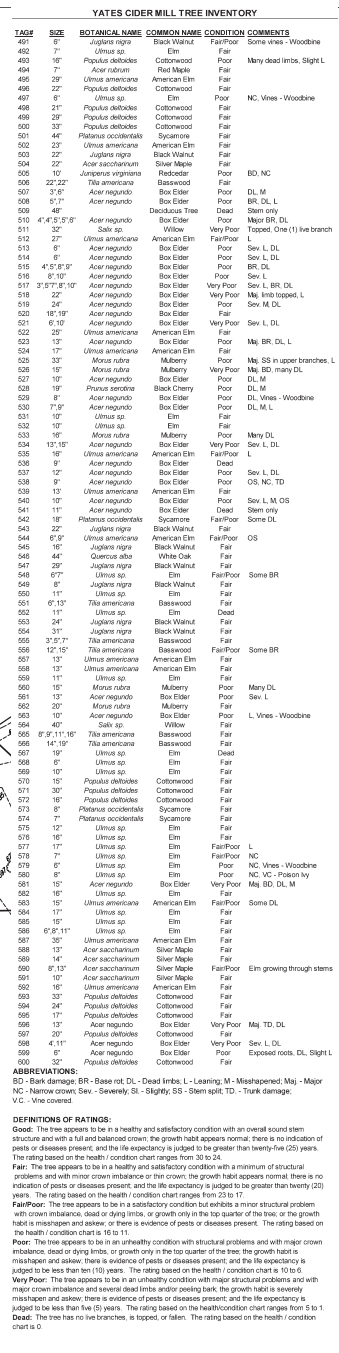 YATES CIDER MILL TREE INVENTORY
TAG# SIZE BOTANICAL NAME COMMON NAME CONDITION COMMENTS
491 6" Juglans nigra Black Walnut Fair/Poor Some vines - Woodbine
492 7" Ulmus sp. Elm Fair
493 16" Populus deltoides Cottonwood Poor Many dead limbs, Slight L
494 7" Acer rubrum Red Maple Fair
495 29" Ulmus americana American Elm Fair
496 22" Populus deltoides Cottonwood Fair
497 6" Ulmus sp. Elm Poor NC, Vines - Woodbine
498 21" Populus deltoides Cottonwood Fair
499 29" Populus deltoides Cottonwood Fair
500 33" Populus deltoides Cottonwood Fair
501 44" Platanus occidentalis Sycamore Fair
502 23" Ulmus americana American Elm Fair
503 22" Juglans nigra Black Walnut Fair
504 22" Acer saccharinum Silver Maple Fair
505 10' Juniperus virginiana Redcedar Poor BD, NC
506 22",22" Tilia americana Basswood Fair
507 3",6" Acer negundo Box Elder Poor DL, M
508 5",7" Acer negundo Box Elder Poor BR, DL, L
509 48" Deciduous Tree Dead Stem only
510 4",4",5",5",6" Acer negundo Box Elder Poor Major BR, DL
511 32" Salix sp. Willow Very Poor Topped, One (1) live branch
512 27" Ulmus americana American Elm Fair/Poor L
513 6" Acer negundo Box Elder Poor Sev. L, DL
514 6" Acer negundo Box Elder Poor Sev. L, DL
515 4",5",8",9" Acer negundo Box Elder Poor BR, DL
516 8",10" Acer negundo Box Elder Poor Sev. L
517 3",5"7",8",10" Acer negundo Box Elder Very Poor Sev. L, BR, DL
518 22" Acer negundo Box Elder Very Poor Maj. limb topped, L
519 24" Acer negundo Box Elder Poor Sev. M, DL
520 18",19" Acer negundo Box Elder Fair
521 6',10' Acer negundo Box Elder Very Poor Sev. L, DL
522 25" Ulmus americana American Elm Fair
523 13" Acer negundo Box Elder Poor Maj. BR, DL, L
524 17" Ulmus americana American Elm Fair
525 33" Morus rubra Mulberry Poor Maj. SS in upper branches, L
526 15" Morus rubra Mulberry Very Poor Maj. BD, many DL
527 10" Acer negundo Box Elder Poor DL, M
528 19" Prunus serotina Black Cherry Poor DL, M
529 8" Acer negundo Box Elder Poor DL, Vines - Woodbine
530 7",9" Acer negundo Box Elder Poor DL, M, L
531 10" Ulmus sp. Elm Fair
532 10" Ulmus sp. Elm Fair
533 16" Morus rubra Mulberry Poor Many DL
534 13",15" Acer negundo Box Elder Very Poor Sev. L, DL
535 16" Ulmus americana American Elm Fair/Poor L
536 9" Acer negundo Box Elder Dead
537 12" Acer negundo Box Elder Poor Sev. L, DL
538 9" Acer negundo Box Elder Poor OS, NC, TD
539 13' Ulmus americana American Elm Fair
540 10" Acer negundo Box Elder Poor Sev. L, M, OS
541 11" Acer negundo Box Elder Dead Stem only
542 18" Platanus occidentalis Sycamore Fair/Poor Some DL
543 22" Juglans nigra Black Walnut Fair
544 6",9" Ulmus americana American Elm Fair/Poor OS
545 16" Juglans nigra Black Walnut Fair
546 44" Quercus alba White Oak Fair
547 29" Juglans nigra Black Walnut Fair
548 6"7" Ulmus sp. Elm Fair/Poor Some BR
549 8" Juglans nigra Black Walnut Fair
550 11" Ulmus sp. Elm Fair
551 6",13" Tilia americana Basswood Fair
552 11" Ulmus sp. Elm Dead
553 24" Juglans nigra Black Walnut Fair
554 31" Juglans nigra Black Walnut Fair
555 3",5",7" Tilia americana Basswood Fair
556 12",15" Tilia americana Basswood Fair/Poor Some BR
557 13" Ulmus americana American Elm Fair
558 13" Ulmus americana American Elm Fair
559 11" Ulmus sp. Elm Fair
560 15" Morus rubra Mulberry Poor Many DL
561 13" Acer negundo Box Elder Poor Sev. L
562 20" Morus rubra Mulberry Fair
563 10" Acer negundo Box Elder Poor L, Vines - Woodbine
564 40" Salix sp. Willow Fair
565 8",9",11",16" Tilia americana Basswood Fair
566 14",19" Tilia americana Basswood Fair
567 19" Ulmus sp. Elm Dead
568 6" Ulmus sp. Elm Fair
569 10" Ulmus sp. Elm Fair
570 15" Populus deltoides Cottonwood Fair
571 30" Populus deltoides Cottonwood Fair
572 16" Populus deltoides Cottonwood Fair
573 8" Platanus occidentalis Sycamore Fair
574 7" Platanus occidentalis Sycamore Fair
575 12" Ulmus sp. Elm Fair
576 16" Ulmus sp. Elm Fair
577 17" Ulmus sp. Elm Fair/Poor L
578 7" Ulmus sp. Elm Fair/Poor NC
579 6" Ulmus sp. Elm Poor NC, Vines - Woodbine
580 8" Ulmus sp. Elm Poor NC, VC - Poison Ivy
581 15" Acer negundo Box Elder Very Poor Maj. BD, DL, M
582 16" Ulmus sp. Elm Fair
583 15" Ulmus americana American Elm Fair/Poor Some DL
584 17" Ulmus sp. Elm Fair
585 15" Ulmus sp. Elm Fair
586 6",8",11" Ulmus sp. Elm Fair
587 35" Ulmus americana American Elm Fair
588 13" Acer saccharinum Silver Maple Fair
589 14" Acer saccharinum Silver Maple Fair
590 8",13" Acer saccharinum Silver Maple Fair/Poor Elm growing through stems
591 10" Acer saccharinum Silver Maple Fair
592 16" Ulmus americana American Elm Fair
593 33" Populus deltoides Cottonwood Fair
594 24" Populus deltoides Cottonwood Fair
595 17" Populus deltoides Cottonwood Fair
596 13" Acer negundo Box Elder Very Poor Maj. TD, DL
597 20" Populus deltoides Cottonwood Fair
598 4',11" Acer negundo Box Elder Very Poor Sev. L, DL
599 6" Acer negundo Box Elder Poor Exposed roots, DL, Slight L
600 32" Populus deltoides Cottonwood Fair
ABBREVIATIONS:
BD - Bark damage; BR - Base rot; DL - Dead limbs; L - Leaning; M - Misshapened; Maj. - Major
NC - Narrow crown; Sev. - Severely; Sl. - Slightly; SS - Stem split; TD. - Trunk damage;
V.C. - Vine covered.
DEFINITIONS OF RATINGS:
Good: The tree appears to be in a healthy and satisfactory condition with an overall sound stem
structure and with a full and balanced crown; the growth habit appears normal; there is no indication of
pests or diseases present; and the life expectancy is judged to be greater than twenty-five (25) years.
The rating based on the health / condition chart ranges from 30 to 24.
Fair: The tree appears to be in a healthy and satisfactory condition with a minimum of structural
problems and with minor crown imbalance or thin crown; the growth habit appears normal; there is no
indication of pests or diseases present; and the life expectancy is judged to be greater than twenty (20)
years. The rating based on the health / condition chart ranges from 23 to 17.
Fair/Poor: The tree appears to be in a satisfactory condition but exhibits a minor structural problem
with crown imbalance, dead or dying limbs, or growth only in the top quarter of the tree; or the growth
habit is misshapen and askew; or there is evidence of pests or diseases present. The rating based on
the health / condition chart is 16 to 11.
Poor: The tree appears to be in an unhealthy condition with structural problems and with major crown
imbalance, dead or dying limbs, or growth only in the top quarter of the tree; the growth habit is
misshapen and askew; there is evidence of pests or diseases present; and the life expectancy is
judged to be less than ten (10) years. The rating based on the health / condition chart is 10 to 6.
Very Poor: The tree appears to be in an unhealthy condition with major structural problems and with
major crown imbalance and several dead limbs and/or peeling bark; the growth habit is severely
misshapen and askew; there is evidence of pests or diseases present; and the life expectancy is
judged to be less than five (5) years. The rating based on the health/condition chart ranges from 5 to 1.
Dead: The tree has no live branches, is topped, or fallen. The rating based on the health / condition
chart is 0.